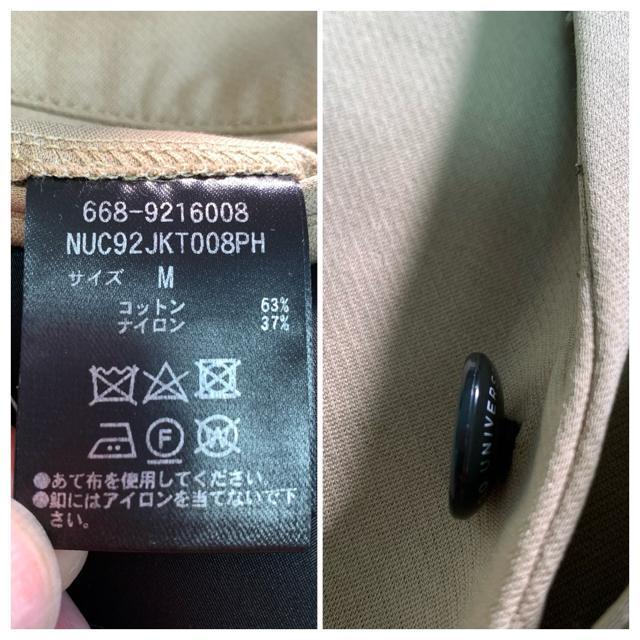 668-9216008
NUC92JKT008PH
サイズ M
コットン 63%
ナイロン 37%
F
W
●あて布を使用してください。
●釦にはアイロンを当てないで下
さい。
O UNIVERS